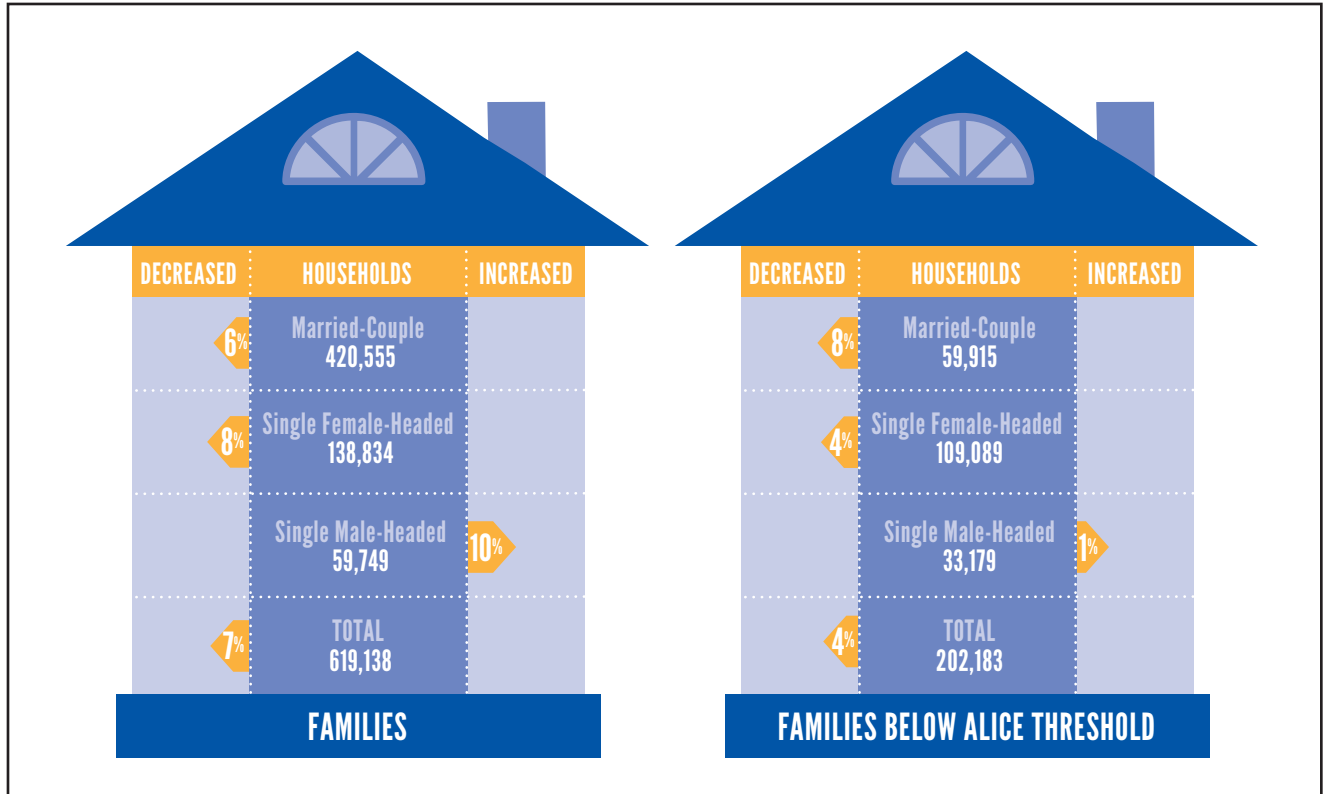 DECREASED HOUSEHOLDS INCREASED
6% Married-Couple
420,555
8% Single Female-Headed
138,834
Single Male-Headed 10%
59,749
7% TOTAL
619,138
FAMILIES
DECREASED HOUSEHOLDS INCREASED
8% Married-Couple
59,915
4% Single Female-Headed
109,089
Single Male-Headed 1%
33,179
4% TOTAL
202,183
FAMILIES BELOW ALICE THRESHOLD